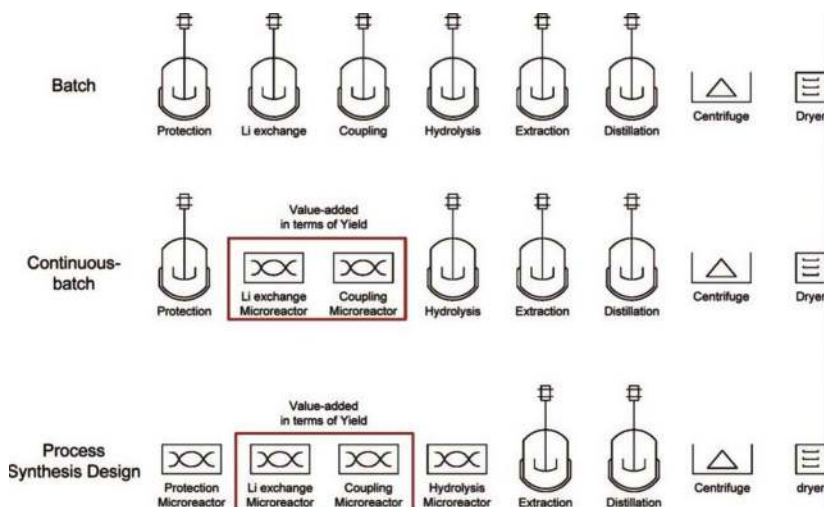 Batch
Protection
Li exchange
Coupling
Hydrolysis
Extraction
Distillation
Centrifuge
Dryer
Value-added
in terms of Yield
Continuous-
batch
Protection
Li exchange
Microreactor
Coupling
Microreactor
Hydrolysis
Extraction
Distillation
Centrifuge
Dryer
Value-added
in terms of Yield
Process
Synthesis Design
Protection
Microreactor
Li exchange
Microreactor
Coupling
Microreactor
Hydrolysis
Microreactor
Extraction
Distillation
Centrifuge
dryer